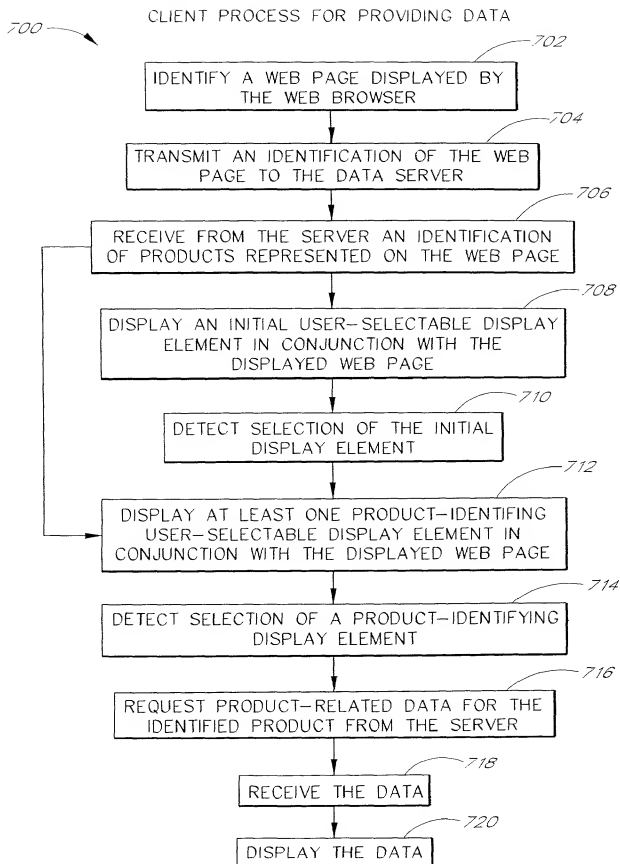 CLIENT PROCESS FOR PROVIDING DATA
700
702
IDENTIFY A WEB PAGE DISPLAYED BY
THE WEB BROWSER
704
TRANSMIT AN IDENTIFICATION OF THE WEB
PAGE TO THE DATA SERVER
706
RECEIVE FROM THE SERVER AN IDENTIFICATION
OF PRODUCTS REPRESENTED ON THE WEB PAGE
708
DISPLAY AN INITIAL USER-SELECTABLE DISPLAY
ELEMENT IN CONJUNCTION WITH THE
DISPLAYED WEB PAGE
710
DETECT SELECTION OF THE INITIAL
DISPLAY ELEMENT
712
DISPLAY AT LEAST ONE PRODUCT-IDENTIFING
USER-SELECTABLE DISPLAY ELEMENT IN
CONJUNCTION WITH THE DISPLAYED WEB PAGE
714
DETECT SELECTION OF A PRODUCT-IDENTIFYING
DISPLAY ELEMENT
716
REQUEST PRODUCT-RELATED DATA FOR THE
IDENTIFIED PRODUCT FROM THE SERVER
718
RECEIVE THE DATA
720
DISPLAY THE DATA